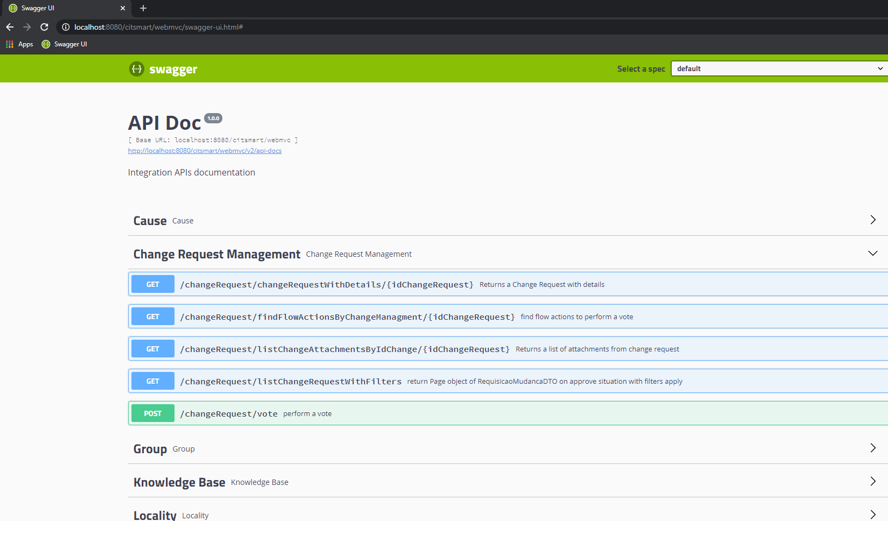 Swagger UI
localhost:8080/citsmart/webmvc/swagger-ui.html#
Apps Swagger UI
swagger Select a spec default
API Doc 1.0.0
[ Base URL: localhost:8080/citsmart/webmvc ]
http://localhost:8080/citsmart/webmvc/v2/api-docs
Integration APIs documentation
Cause Cause
Change Request Management Change Request Management
GET /changeRequest/changeRequestWithDetails/{idChangeRequest} Returns a Change Request with details
GET /changeRequest/findFlowActionsByChangeManagment/{idChangeRequest} find flow actions to perform a vote
GET /changeRequest/listChangeAttachmentsByIdChange/{idChangeRequest} Returns a list of attachments from change request
GET /changeRequest/listChangeRequestWithFilters return Page object of RequisicaoMudancaDTO on approve situation with filters apply
POST /changeRequest/vote perform a vote
Group Group
Knowledge Base Knowledge Base
Locality Locality